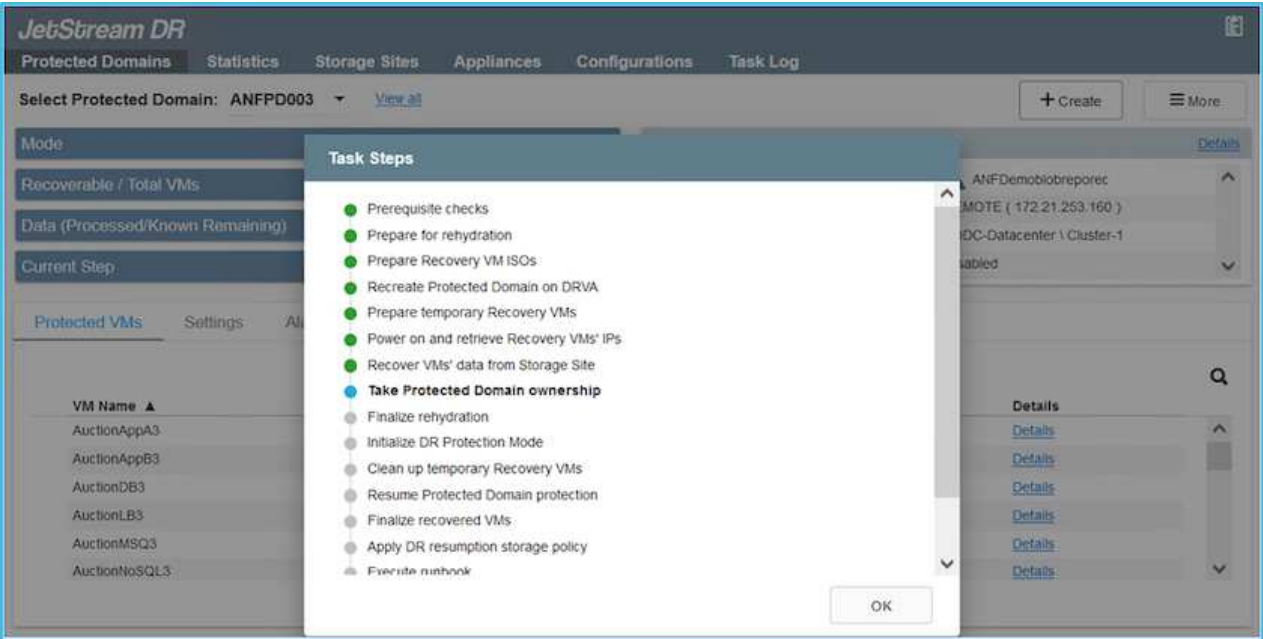 JetStream DR
Protected Domains Statistics Storage Sites Appliances Configurations Task Log
Select Protected Domain: ANFPD003 View all + Create More
Mode Details
Recoverable / Total VMs
Data (Processed/Known Remaining)
Current Step
ANFDemoblobreporec
MOTE ( 172.21.253.160 )
DC-Datacenter \ Cluster-1
abled
Task Steps
Prerequisite checks
Prepare for rehydration
Prepare Recovery VM ISOs
Recreate Protected Domain on DRVA
Prepare temporary Recovery VMs
Power on and retrieve Recovery VMs' IPs
Recover VMs' data from Storage Site
Take Protected Domain ownership
Finalize rehydration
Initialize DR Protection Mode
Clean up temporary Recovery VMs
Resume Protected Domain protection
Finalize recovered VMs
Apply DR resumption storage policy
Execute runbook
OK
Protected VMs Settings Al
VM Name ▲ Details
AuctionAppA3 Details
AuctionAppB3 Details
AuctionDB3 Details
AuctionLB3 Details
AuctionMSQ3 Details
AuctionNoSQL3 Details